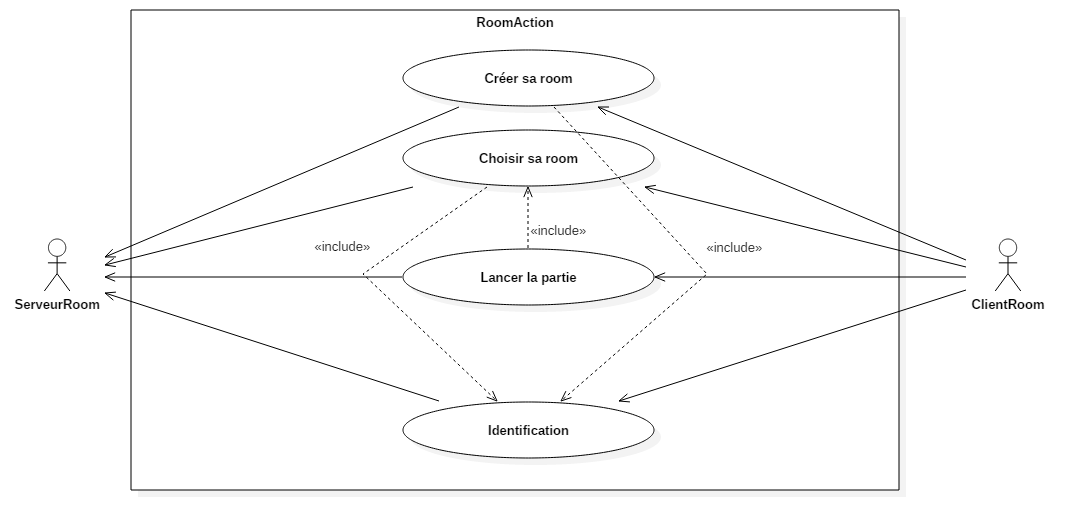 RoomAction
Créer sa room
Choisir sa room
«include»
«include»
«include»
Lancer la partie
ServeurRoom
ClientRoom
Identification